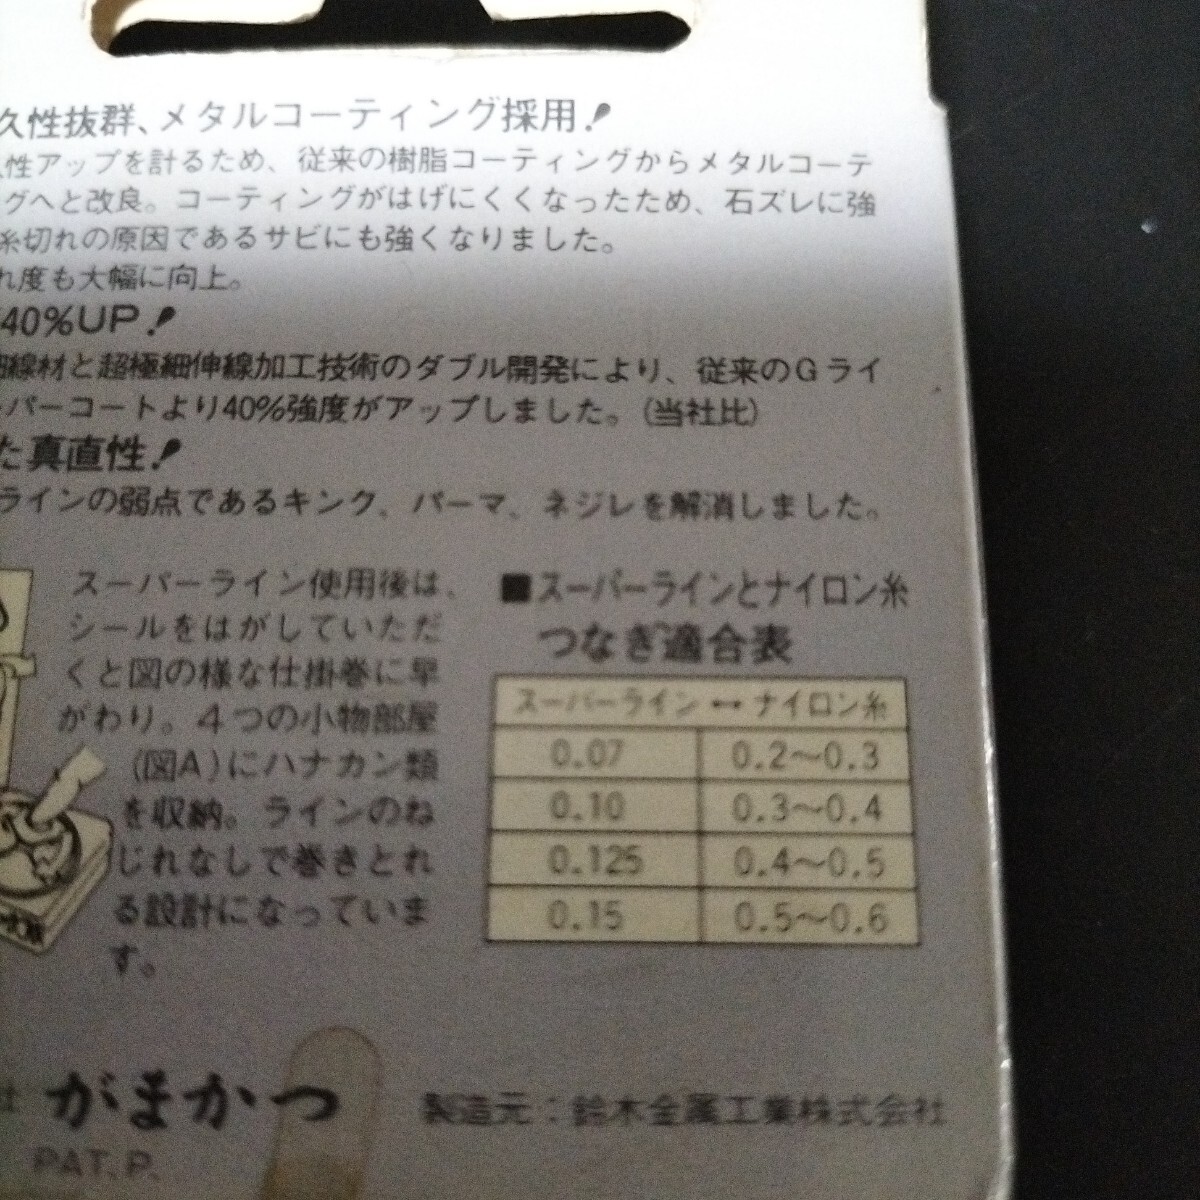 久性抜群、メタルコーティング採用!
性アップを計るため、従来の樹脂コーティングからメタルコーテ
グへと改良。コーティングがはげにくくなったため、石ズレに強
糸切れの原因であるサビにも強くなりました。
れ度も大幅に向上。
40%UP!
線材と超極細伸線加工技術のダブル開発により、従来のGライ
パーコートより40%強度がアップしました。(当社比)
た真直性!
ラインの弱点であるキンク、パーマ、ネジレを解消しました。
スーパーライン使用後は、
シールをはがしていただ
くと図の様な仕掛巻に早
がわり。4つの小物部屋
(図A)にハナカン類
を収納。ラインのね
じれなしで巻きとれ
る設計になっていま
す。
■スーパーラインとナイロン糸
つなぎ適合表
スーパーライン ↔ ナイロン糸
0.07 0.2〜0.3
0.10 0.3〜0.4
0.125 0.4〜0.5
0.15 0.5〜0.6
がまかつ
製造元：鈴木金属工業株式会社
PAT.P.